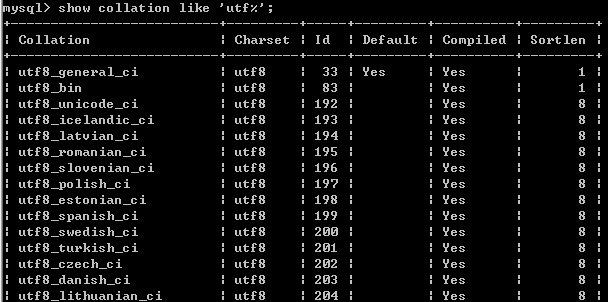 mysql> show collation like 'utf%';
| Collation | Charset | Id | Default | Compiled | Sortlen |
| utf8_general_ci | utf8 | 33 | Yes | Yes | 1 |
| utf8_bin | utf8 | 83 | | Yes | 1 |
| utf8_unicode_ci | utf8 | 192 | | Yes | 8 |
| utf8_icelandic_ci | utf8 | 193 | | Yes | 8 |
| utf8_latvian_ci | utf8 | 194 | | Yes | 8 |
| utf8_romanian_ci | utf8 | 195 | | Yes | 8 |
| utf8_slovenian_ci | utf8 | 196 | | Yes | 8 |
| utf8_polish_ci | utf8 | 197 | | Yes | 8 |
| utf8_estonian_ci | utf8 | 198 | | Yes | 8 |
| utf8_spanish_ci | utf8 | 199 | | Yes | 8 |
| utf8_swedish_ci | utf8 | 200 | | Yes | 8 |
| utf8_turkish_ci | utf8 | 201 | | Yes | 8 |
| utf8_czech_ci | utf8 | 202 | | Yes | 8 |
| utf8_danish_ci | utf8 | 203 | | Yes | 8 |
| utf8_lithuanian_ci | utf8 | 204 | | Yes | 8 |